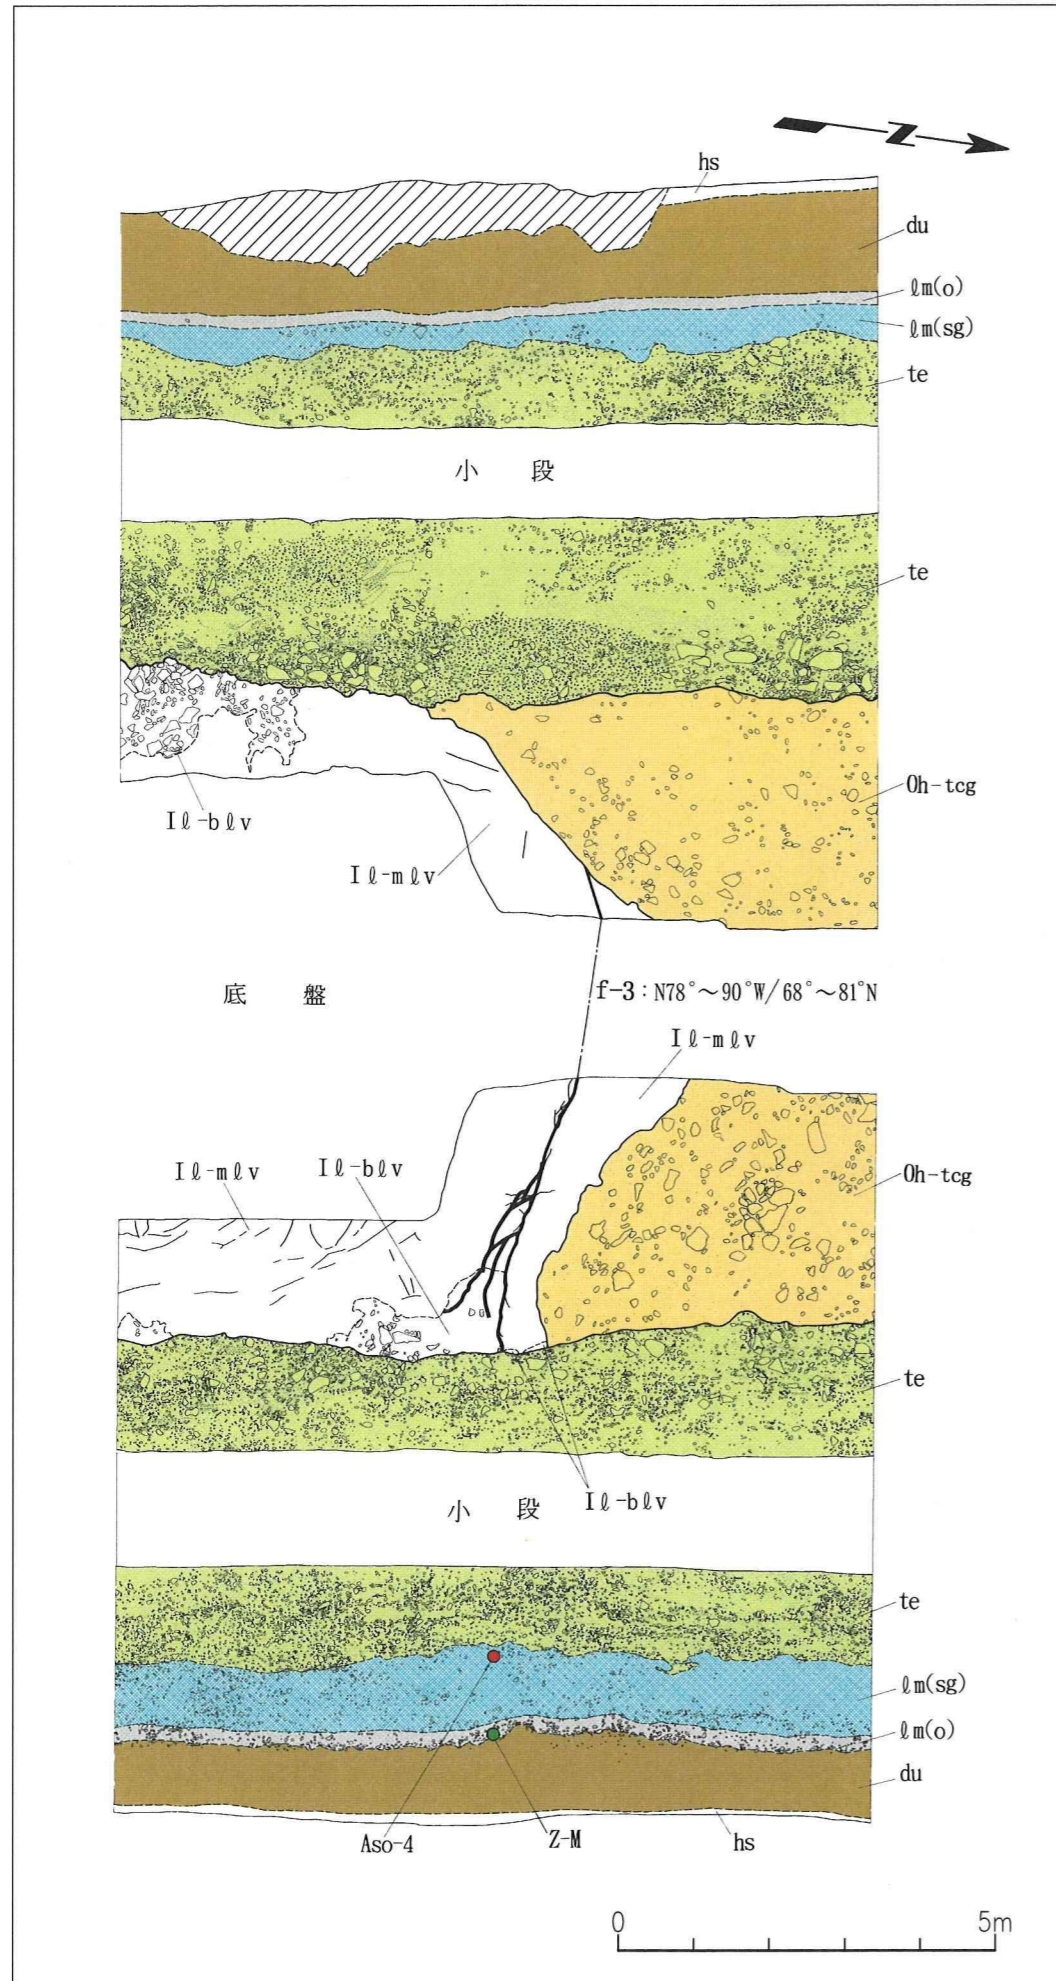 Z
hs
du
ℓm(o)
ℓm(sg)
te
小 段
te
Iℓ-bℓv
Oh-tcg
Iℓ-mℓv
底 盤
f-3:N78°~90°W/68°~81°N
Iℓ-mℓv
Iℓ-mℓv
Iℓ-bℓv
Oh-tcg
te
Iℓ-bℓv
小 段
te
ℓm(sg)
ℓm(o)
du
Aso-4
Z-M
hs
0
5m